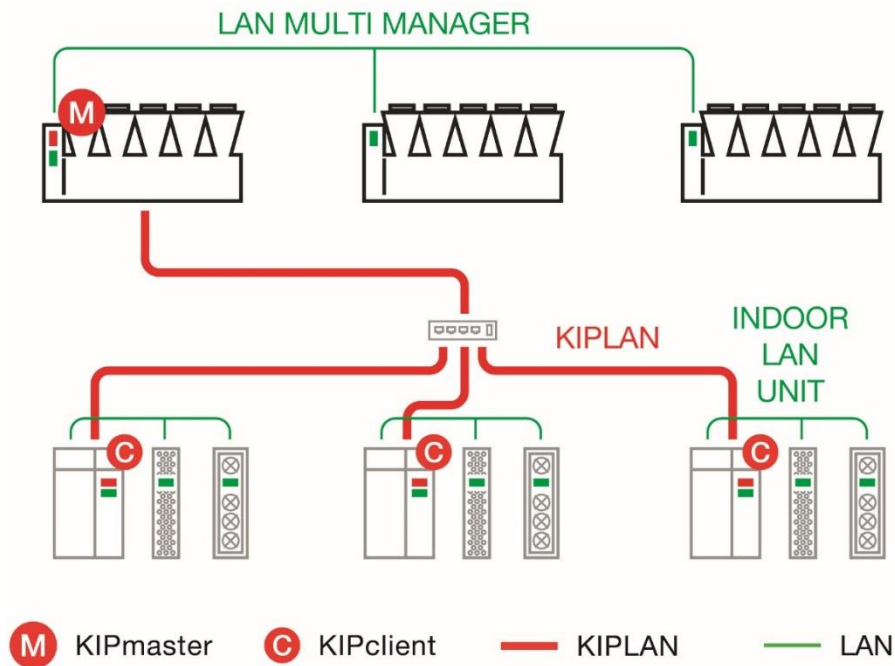 LAN MULTI MANAGER
M
KIPLAN
INDOOR
LAN
UNIT
C
C
C
M KIPmaster
C KIPclient
KIPLAN
LAN